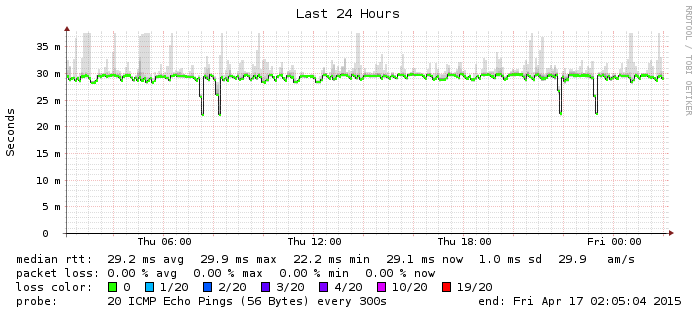 Last 24 Hours
RRDTOOL / TOBI OETIKER
Seconds
35 m
30 m
25 m
20 m
15 m
10 m
5 m
0
Thu 06:00 Thu 12:00 Thu 18:00 Fri 00:00
median rtt: 29.2 ms avg 29.9 ms max 22.2 ms min 29.1 ms now 1.0 ms sd 29.9 am/s
packet loss: 0.00 % avg 0.00 % max 0.00 % min 0.00 % now
loss color: 0 1/20 2/20 3/20 4/20 10/20 19/20
probe: 20 ICMP Echo Pings (56 Bytes) every 300s end: Fri Apr 17 02:05:04 2015